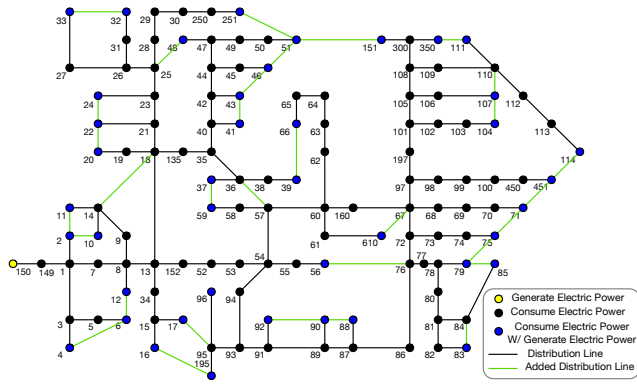 33 32 29 30 250 251
31 28 48 47 49 50 51 151 300 350 111
27 26 25 44 45 46 108 109 110
24 23 42 43 105 106 107 112
22 21 40 41 65 64 66 63 101 102 103 104 113
20 19 18 135 35 62 197 114
37 36 38 39 97 98 99 100 450 451
11 14 59 58 57 60 160 67 68 69 70 71
2 10 9 61 610 72 73 74 75
150 149 1 7 8 13 152 52 53 54 55 56 76 77 78 79 85
12 34 96 94 80
3 5 6 15 17 92 90 88 81 84
4 16 95 195 93 91 89 87 86 82 83
Generate Electric Power
Consume Electric Power
Consume Electric Power
W/ Generate Electric Power
Distribution Line
Added Distribution Line